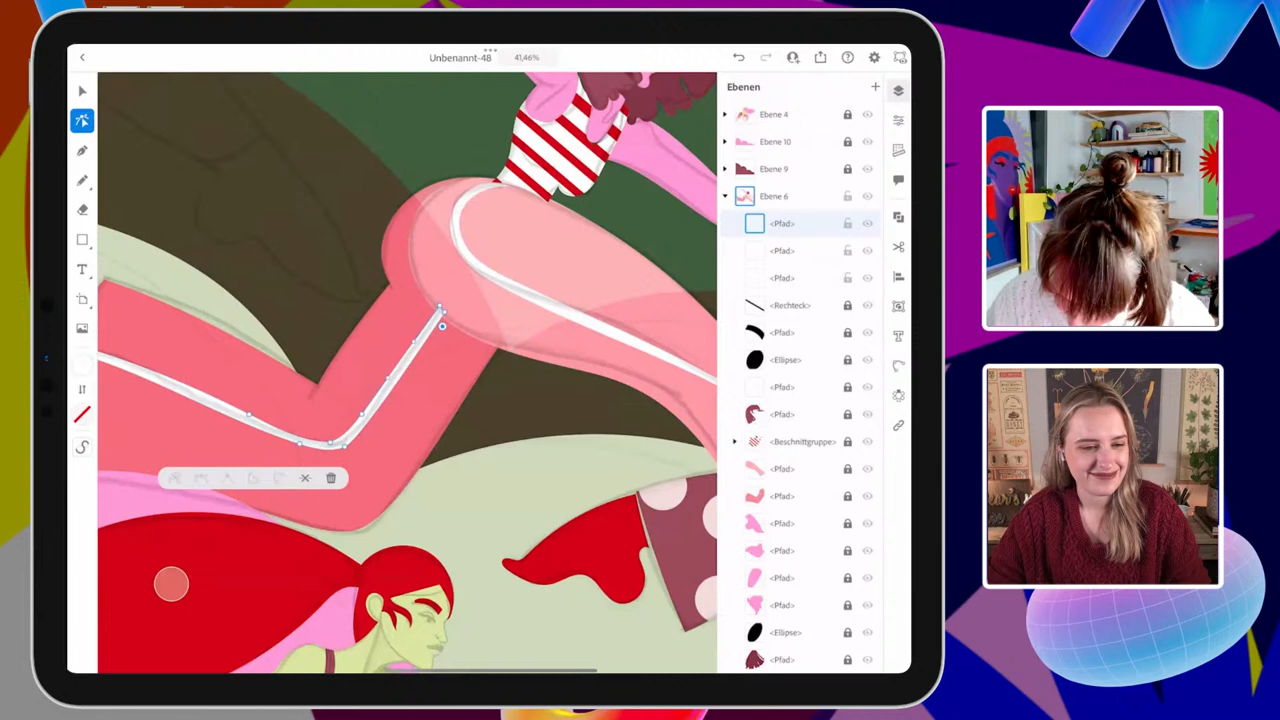 Unbenannt-48
41,46%
Ebenen
Ebene 4
Ebene 10
Ebene 9
Ebene 6
<Pfad>
<Pfad>
<Pfad>
<Rechteck>
<Pfad>
<Ellipse>
<Pfad>
<Pfad>
<Beschnittgruppe>
<Pfad>
<Pfad>
<Pfad>
<Pfad>
<Pfad>
<Pfad>
<Ellipse>
<Pfad>